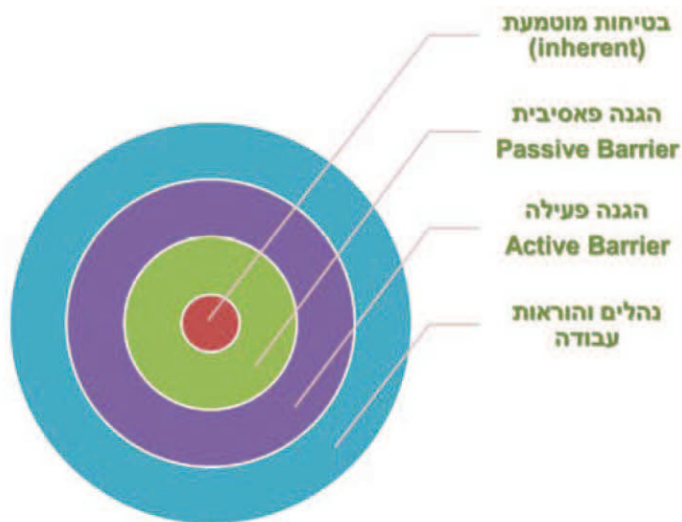 בטיחות מוטמעת
(inherent)
הגנה פאסיבית
Passive Barrier
הגנה פעילה
Active Barrier
נהלים והוראות
עבודה